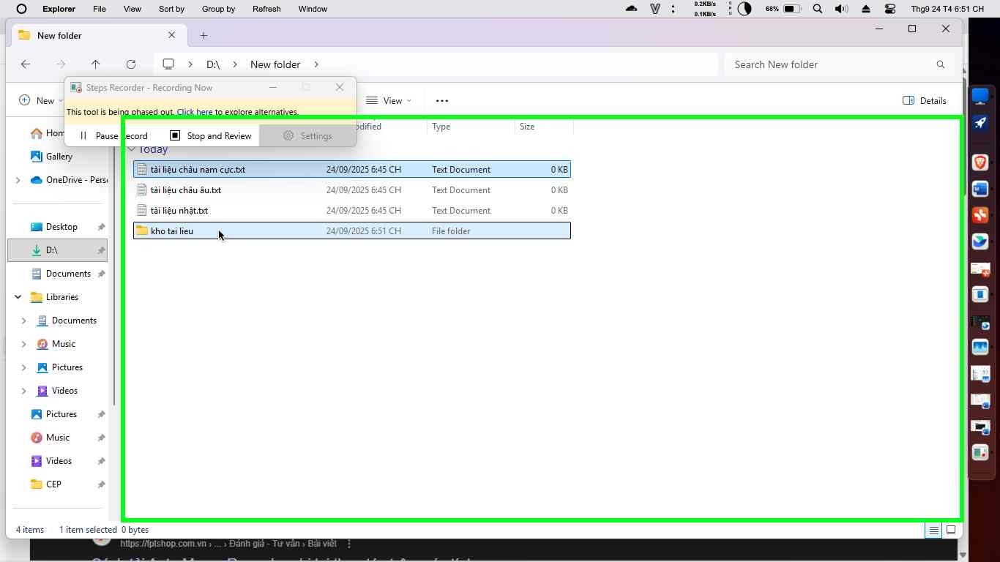 Explorer File View Sort by Group by Refresh Window 0.2KB/s 0.1KB/s CPU 68% Thg9 24 T4 6:51 CH
New folder
D:\ New folder Search New folder
Steps Recorder - Recording Now
New View Details
This tool is being phased out. Click here to explore alternatives.
Pause Record Stop and Review Settings
Type Size
Today
tài liệu châu nam cực.txt 24/09/2025 6:45 CH Text Document 0 KB
tài liệu châu âu.txt 24/09/2025 6:45 CH Text Document 0 KB
tài liệu nhật.txt 24/09/2025 6:45 CH Text Document 0 KB
kho tai lieu 24/09/2025 6:51 CH File folder
Gallery
OneDrive - Pers
Desktop
D:\
Documents
Libraries
Documents
Music
Pictures
Videos
Pictures
Music
Videos
CEP
4 items 1 item selected 0 bytes
https://fptshop.com.vn › ... › Đánh giá - Tư vấn › Bài viết